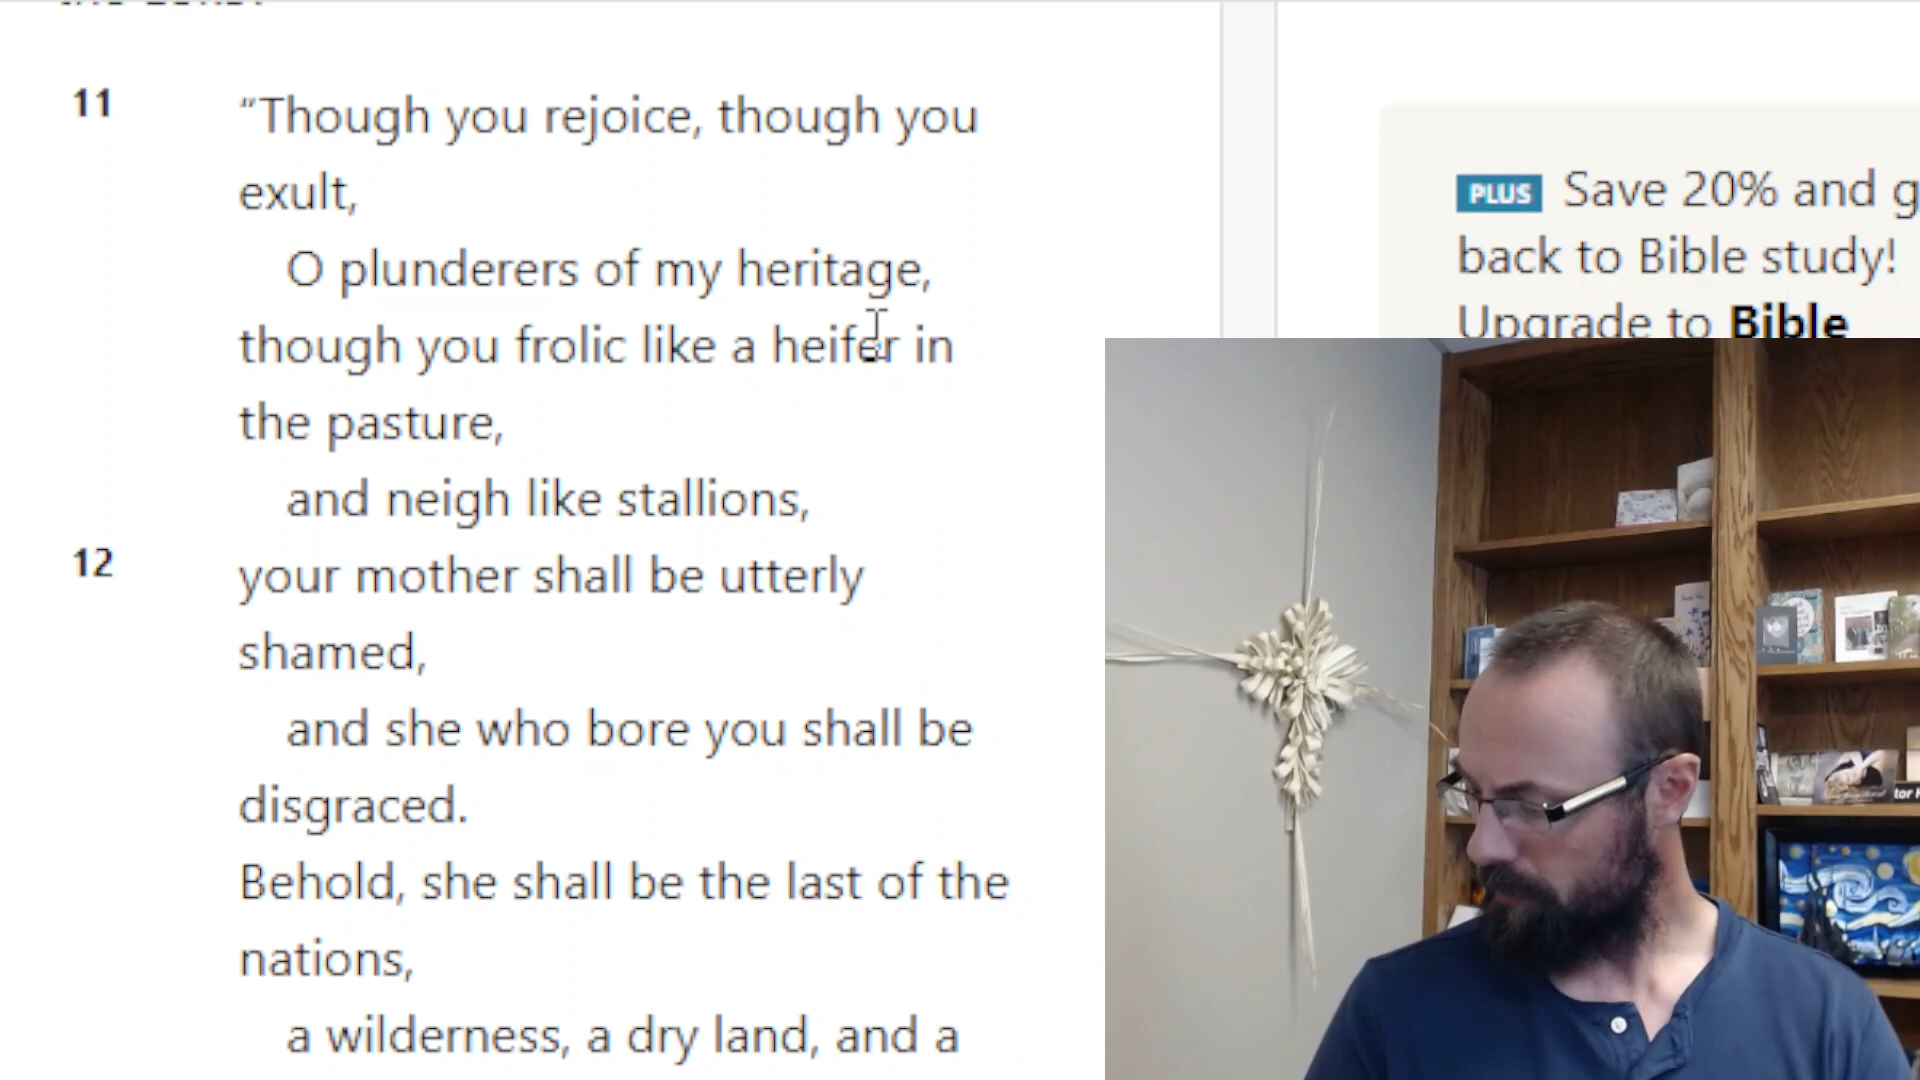 11 “Though you rejoice, though you
exult,
O plunderers of my heritage,
though you frolic like a heifer in
the pasture,
and neigh like stallions,
12 your mother shall be utterly
shamed,
and she who bore you shall be
disgraced.
Behold, she shall be the last of the
nations,
a wilderness, a dry land, and a
PLUS Save 20% and g
back to Bible study!
Upgrade to Bible